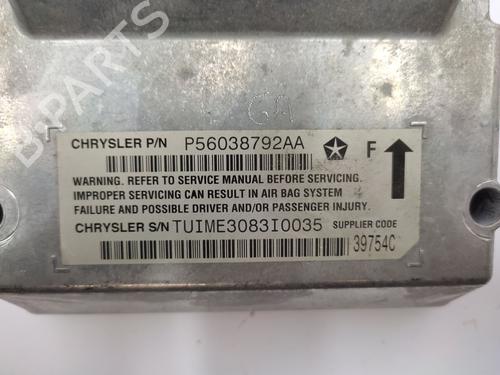 B-PARTS
GA
CHRYSLER P/N P56038792AA F
WARNING. REFER TO SERVICE MANUAL BEFORE SERVICING.
IMPROPER SERVICING CAN RESULT IN AIR BAG SYSTEM
FAILURE AND POSSIBLE DRIVER AND/OR PASSENGER INJURY.
CHRYSLER S/N TUIME3083I0035 SUPPLIER CODE
39754C